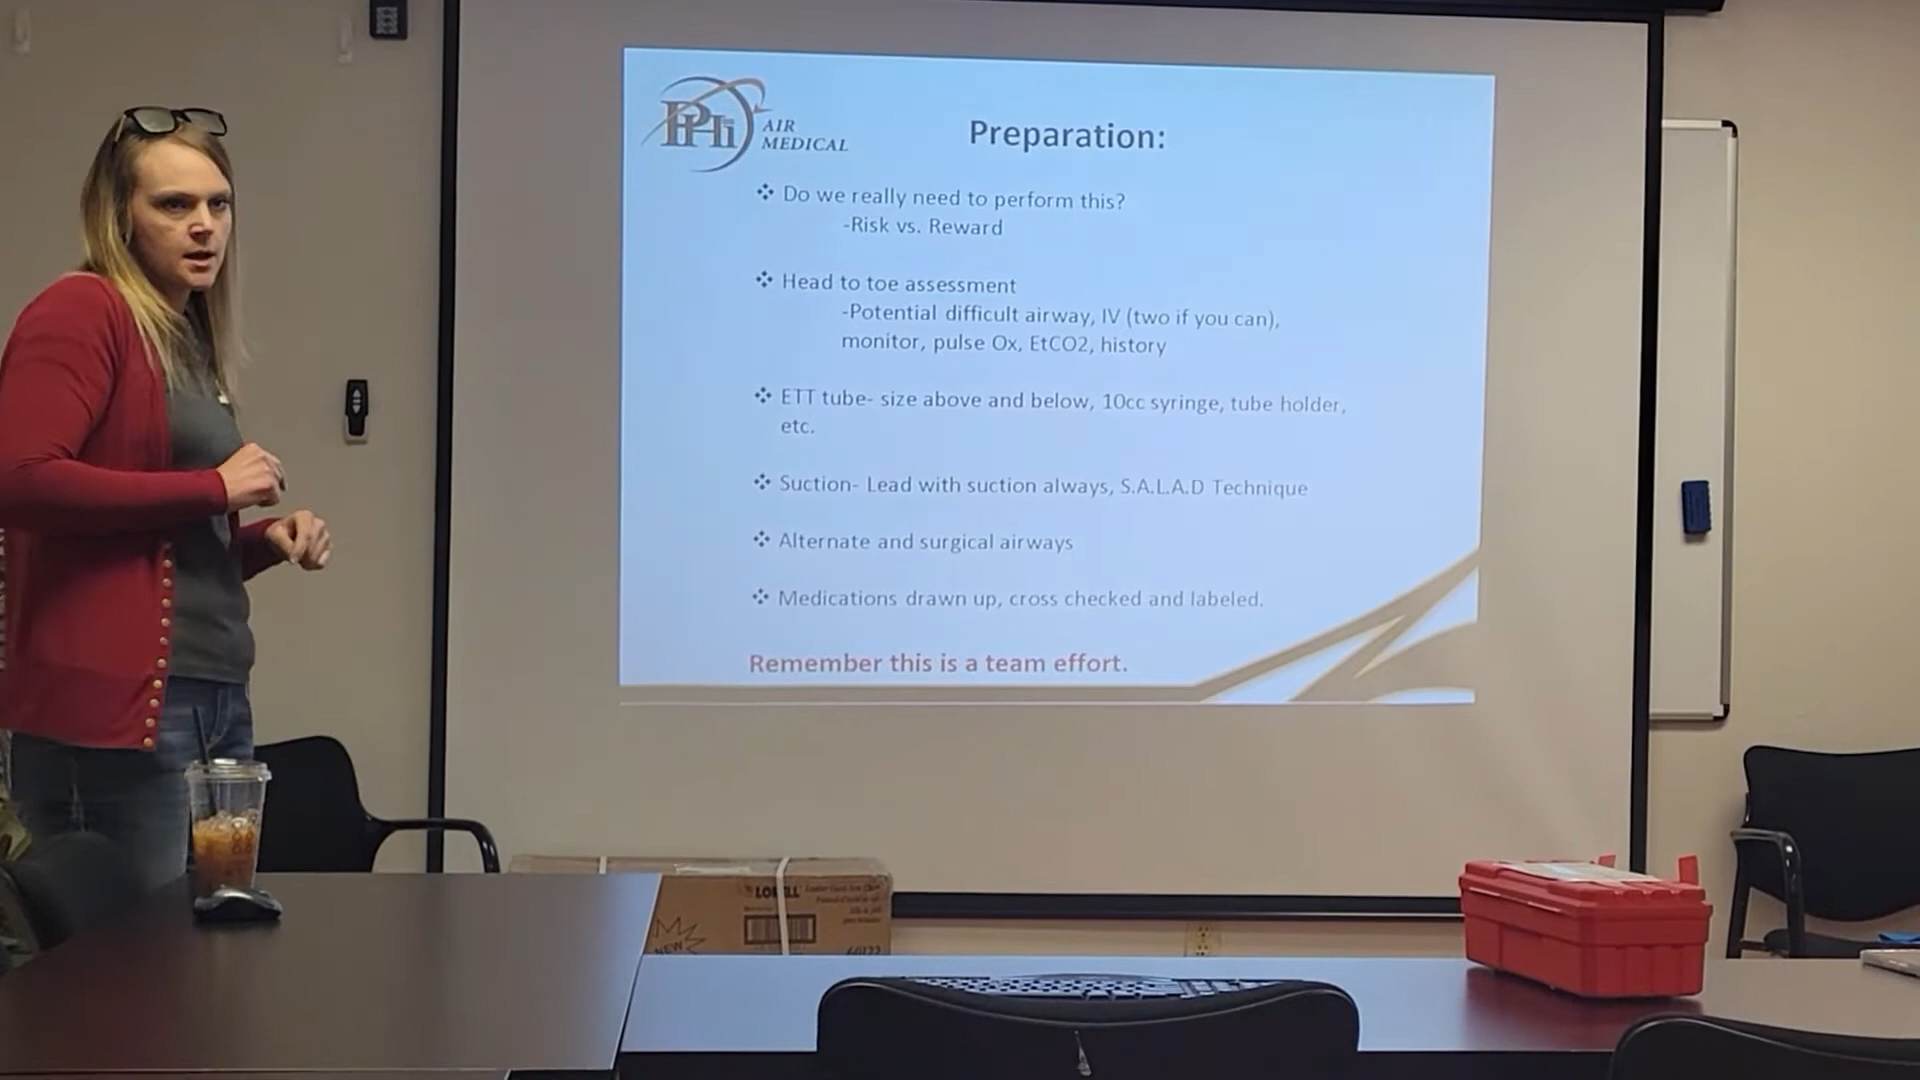 PHi
AIR
MEDICAL
Preparation:
❖ Do we really need to perform this?
-Risk vs. Reward
❖ Head to toe assessment
-Potential difficult airway, IV (two if you can),
monitor, pulse Ox, EtCO2, history
❖ ETT tube- size above and below, 10cc syringe, tube holder,
etc.
❖ Suction- Lead with suction always, S.A.L.A.D Technique
❖ Alternate and surgical airways
❖ Medications drawn up, cross checked and labeled.
Remember this is a team effort.
NEW